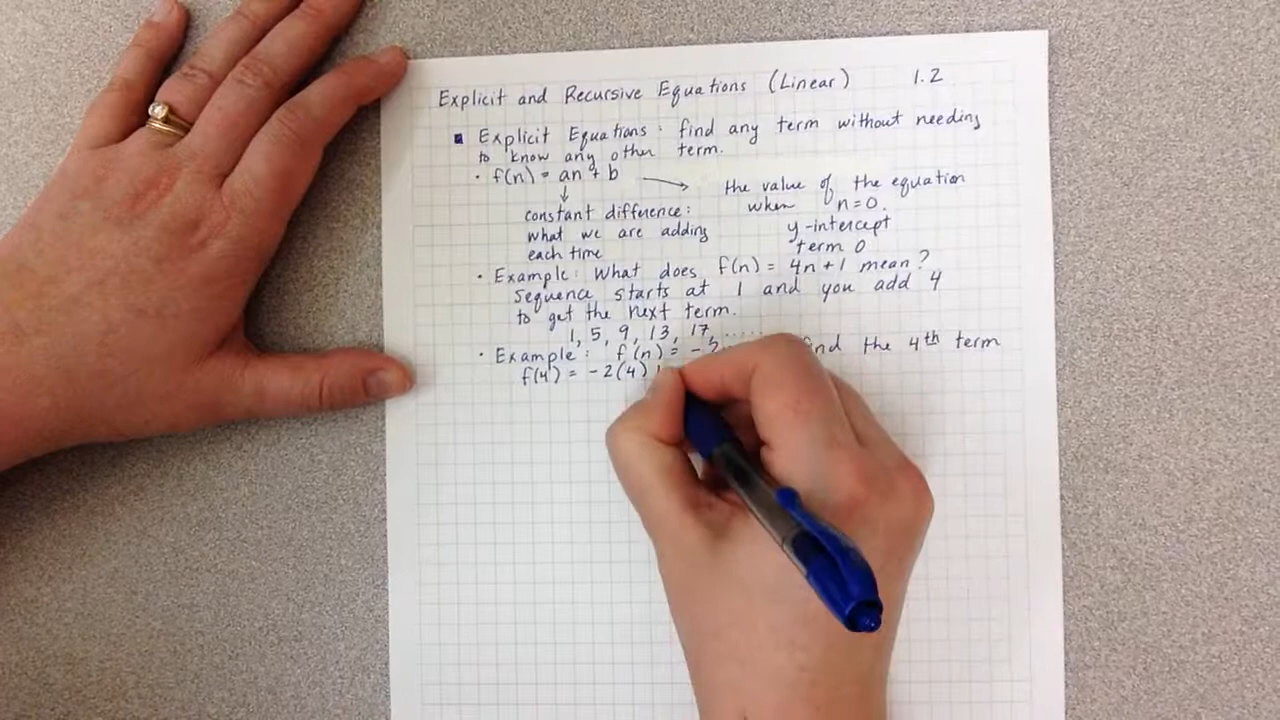 Explicit and Recursive Equations (Linear) 1.2
Explicit Equations: find any term without needing
to know any other term.
• f(n) = an + b → the value of the equation
when n=0.
↓
constant difference:
what we are adding
each time
y-intercept
term 0
• Example: What does f(n) = 4n+1 mean?
sequence starts at 1 and you add 4
to get the next term.
1, 5, 9, 13, 17, .....
• Example: f(n) = -2 find the 4th term
f(4) = -2(4)